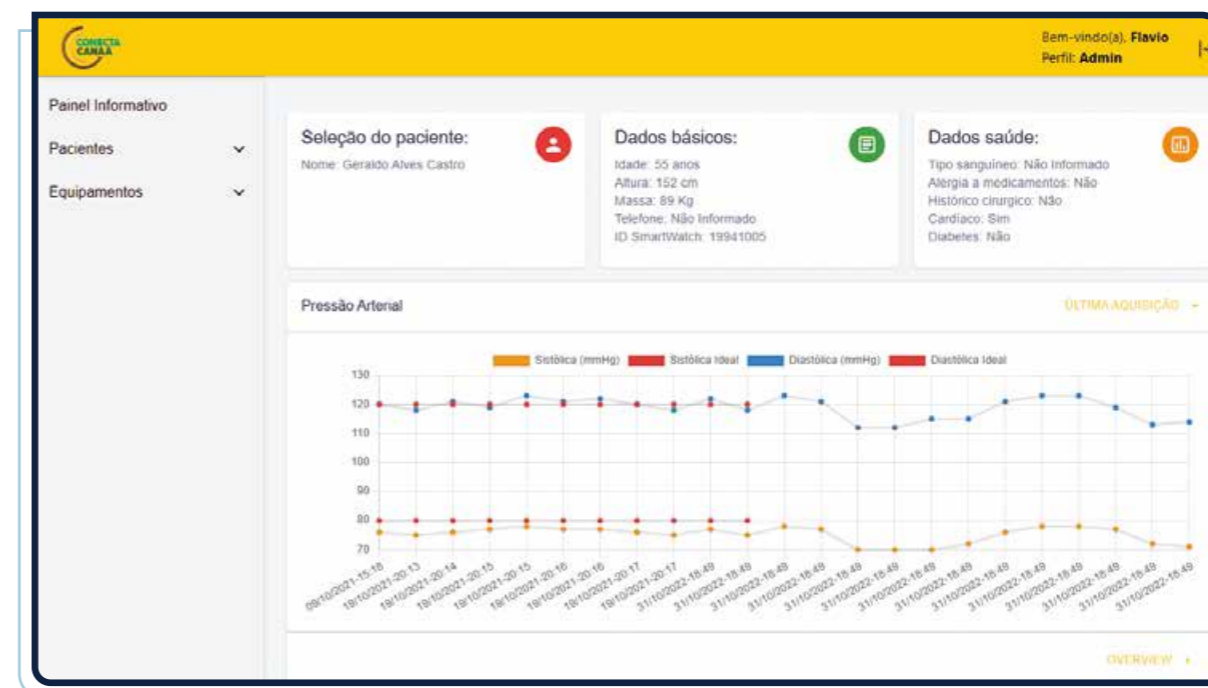 CONECTA
CANAÃ
Bem-vindo(a), Flavio
Perfil: Admin
Painel Informativo
Pacientes
Equipamentos
Seleção do paciente:
Nome: Geraldo Alves Castro
Dados básicos:
Idade: 55 anos
Altura: 152 cm
Massa: 89 Kg
Telefone: Não Informado
ID SmartWatch: 19941005
Dados saúde:
Tipo sanguíneo: Não Informado
Alergia a medicamentos: Não
Histórico cirurgico: Não
Cardíaco: Sim
Diabetes: Não
Pressão Arterial
ÚLTIMA AQUISIÇÃO
Sistólica (mmHg) Sistólica Ideal Diastólica (mmHg) Diastólica Ideal
130
120
110
100
90
80
70
09/10/2021-15:18
19/10/2021-20:13
19/10/2021-20:14
19/10/2021-20:15
19/10/2021-20:15
19/10/2021-20:16
19/10/2021-20:16
19/10/2021-20:17
19/10/2021-20:17
31/10/2022-18:49
31/10/2022-18:49
31/10/2022-18:49
31/10/2022-18:49
31/10/2022-18:49
31/10/2022-18:49
31/10/2022-18:49
31/10/2022-18:49
31/10/2022-18:49
31/10/2022-18:49
31/10/2022-18:49
31/10/2022-18:49
31/10/2022-18:49
31/10/2022-18:49
OVERVIEW